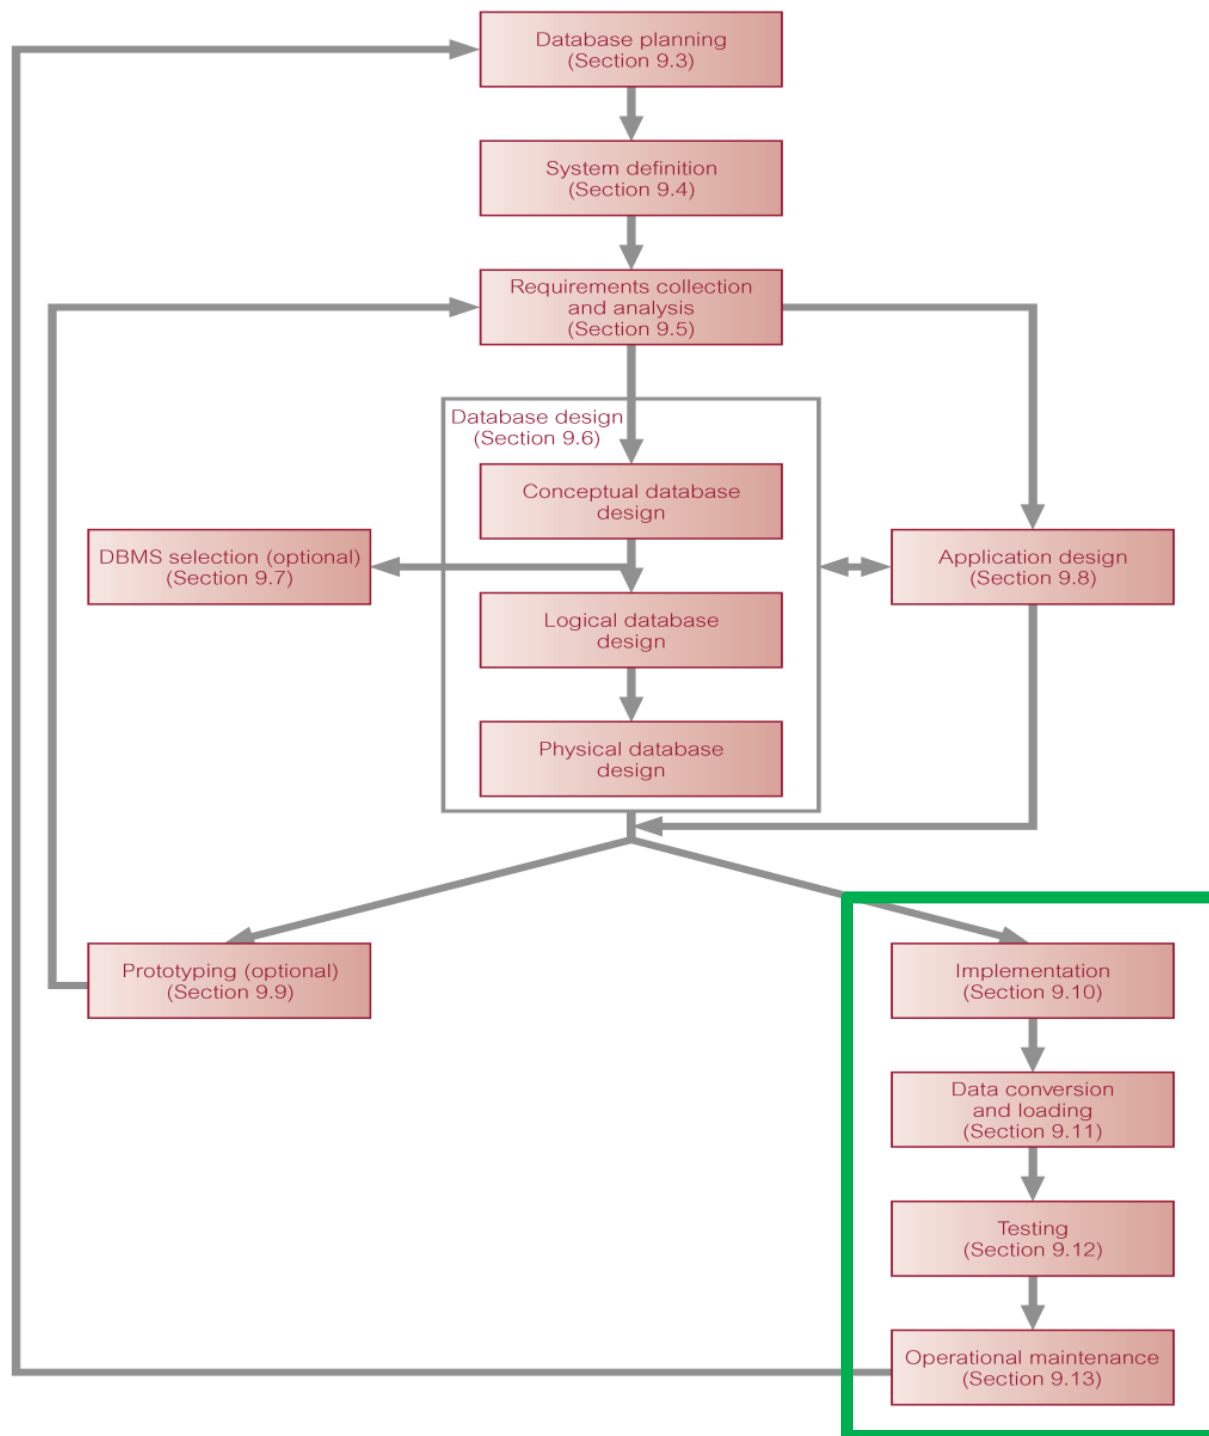 Database planning
(Section 9.3)
System definition
(Section 9.4)
Requirements collection
and analysis
(Section 9.5)
Database design
(Section 9.6)
Conceptual database
design
DBMS selection (optional)
(Section 9.7)
Application design
(Section 9.8)
Logical database
design
Physical database
design
Prototyping (optional)
(Section 9.9)
Implementation
(Section 9.10)
Data conversion
and loading
(Section 9.11)
Testing
(Section 9.12)
Operational maintenance
(Section 9.13)